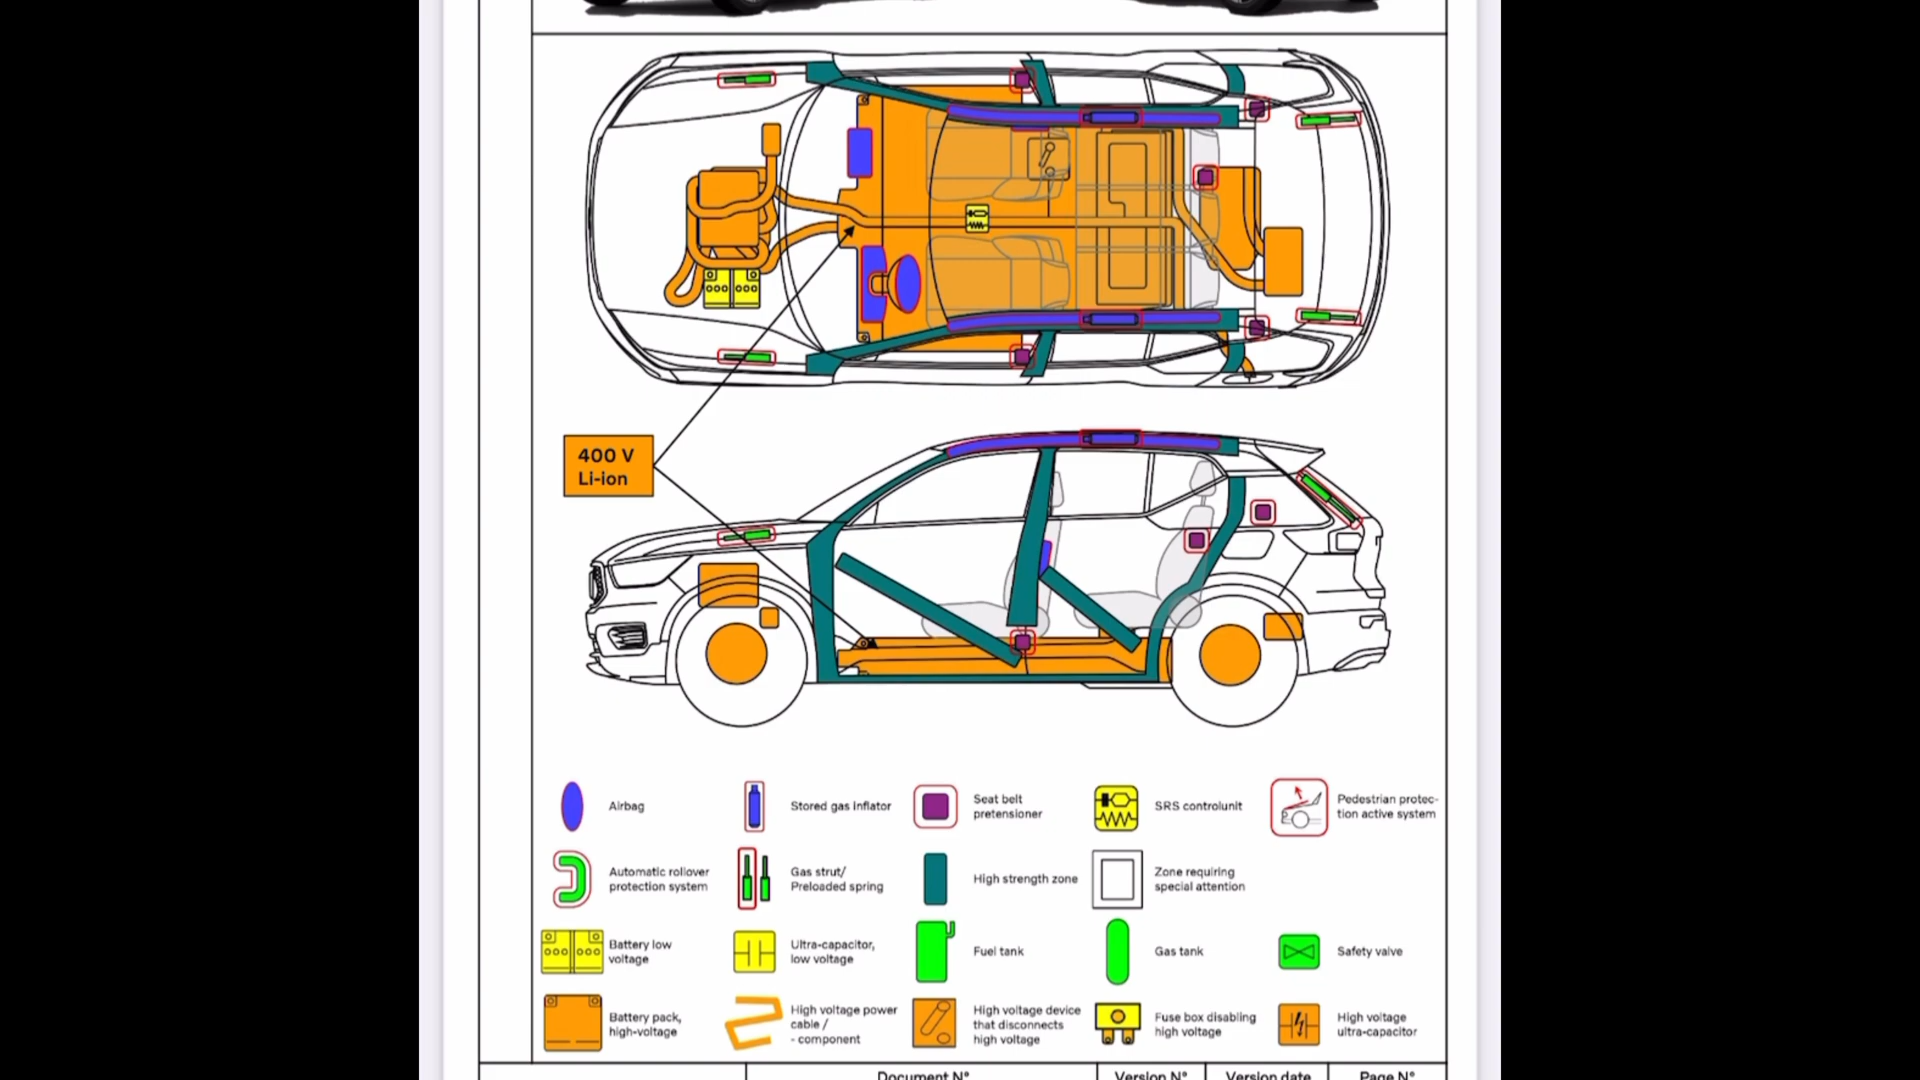 400 V
Li-ion
Airbag
Stored gas inflator
Seat belt
pretensioner
SRS controlunit
Pedestrian protec-
tion active system
Automatic rollover
protection system
Gas strut/
Preloaded spring
High strength zone
Zone requiring
special attention
Battery low
voltage
Ultra-capacitor,
low voltage
Fuel tank
Gas tank
Safety valve
Battery pack,
high-voltage
High voltage power
cable /
- component
High voltage device
that disconnects
high voltage
Fuse box disabling
high voltage
High voltage
ultra-capacitor
Document N°
Version N°
Version date
Page N°